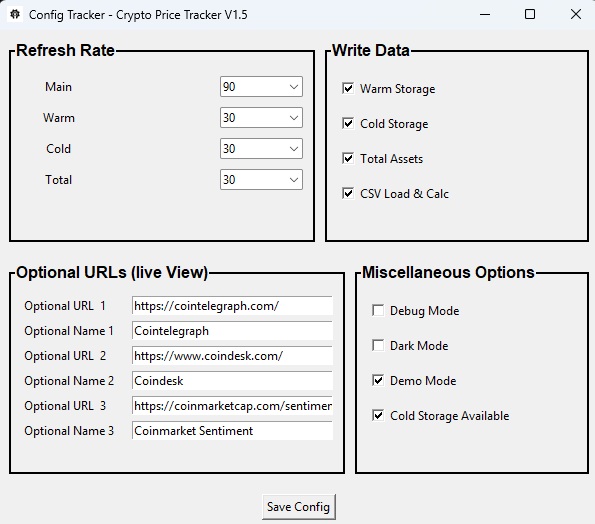 Config Tracker - Crypto Price Tracker V1.5
Refresh Rate
Main 90
Warm 30
Cold 30
Total 30
Write Data
Warm Storage
Cold Storage
Total Assets
CSV Load & Calc
Optional URLs (live View)
Optional URL 1 https://cointelegraph.com/
Optional Name 1 Cointelegraph
Optional URL 2 https://www.coindesk.com/
Optional Name 2 Coindesk
Optional URL 3 https://coinmarketcap.com/sentimen
Optional Name 3 Coinmarket Sentiment
Miscellaneous Options
Debug Mode
Dark Mode
Demo Mode
Cold Storage Available
Save Config